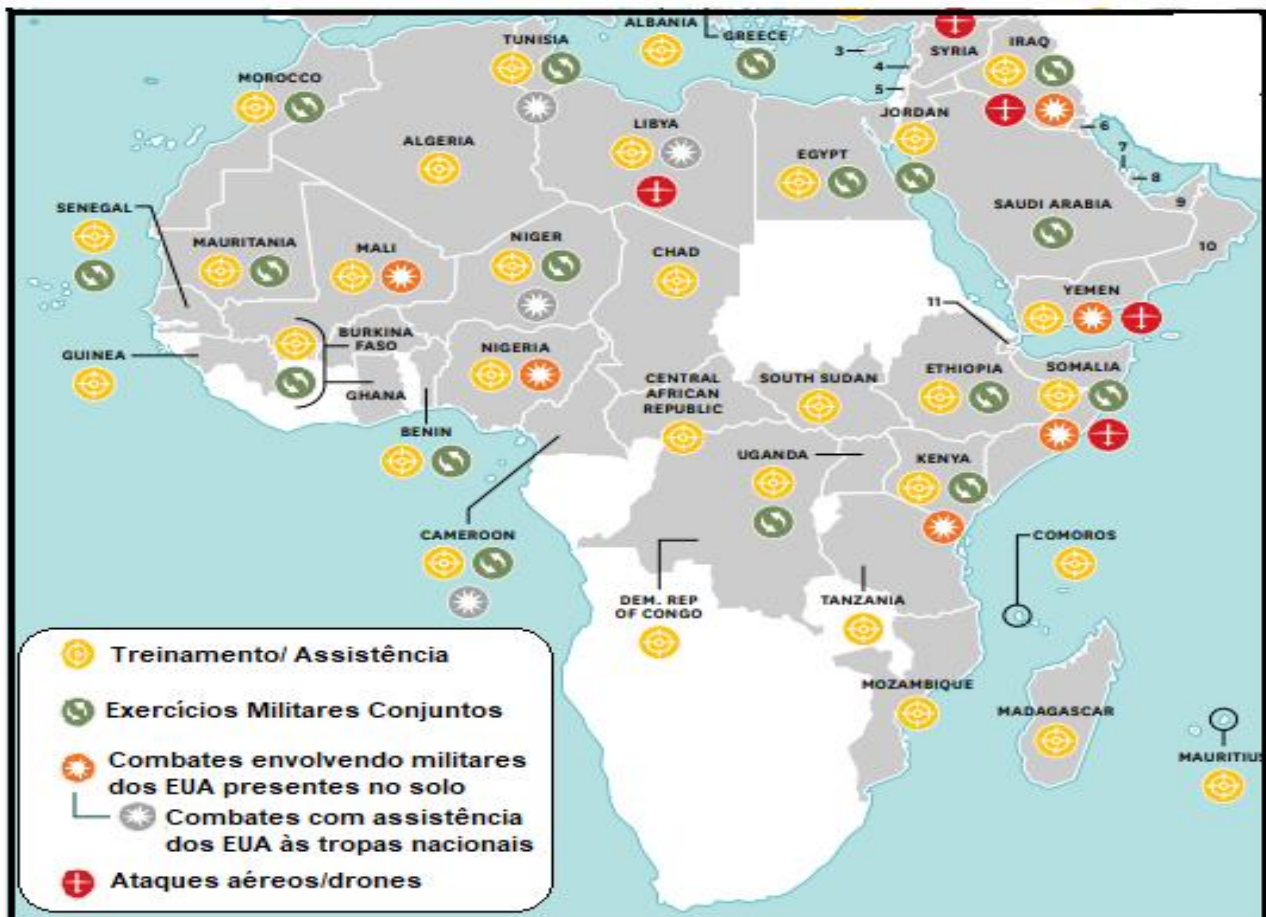 ALBANIA
GREECE
TUNISIA
SYRIA
IRAQ
3
4
5
MOROCCO
JORDAN
6
ALGERIA
LIBYA
EGYPT
7
8
9
SENEGAL
SAUDI ARABIA
MAURITANIA
MALI
NIGER
CHAD
10
YEMEN
11
BURKINA
FASO
GUINEA
NIGERIA
GHANA
CENTRAL
AFRICAN
REPUBLIC
SOUTH SUDAN
ETHIOPIA
SOMALIA
BENIN
UGANDA
KENYA
CAMEROON
COMOROS
DEM. REP
OF CONGO
TANZANIA
MOZAMBIQUE
MADAGASCAR
MAURITIUS
Treinamento/ Assistência
Exercícios Militares Conjuntos
Combates envolvendo militares
dos EUA presentes no solo
Combates com assistência
dos EUA às tropas nacionais
Ataques aéreos/drones